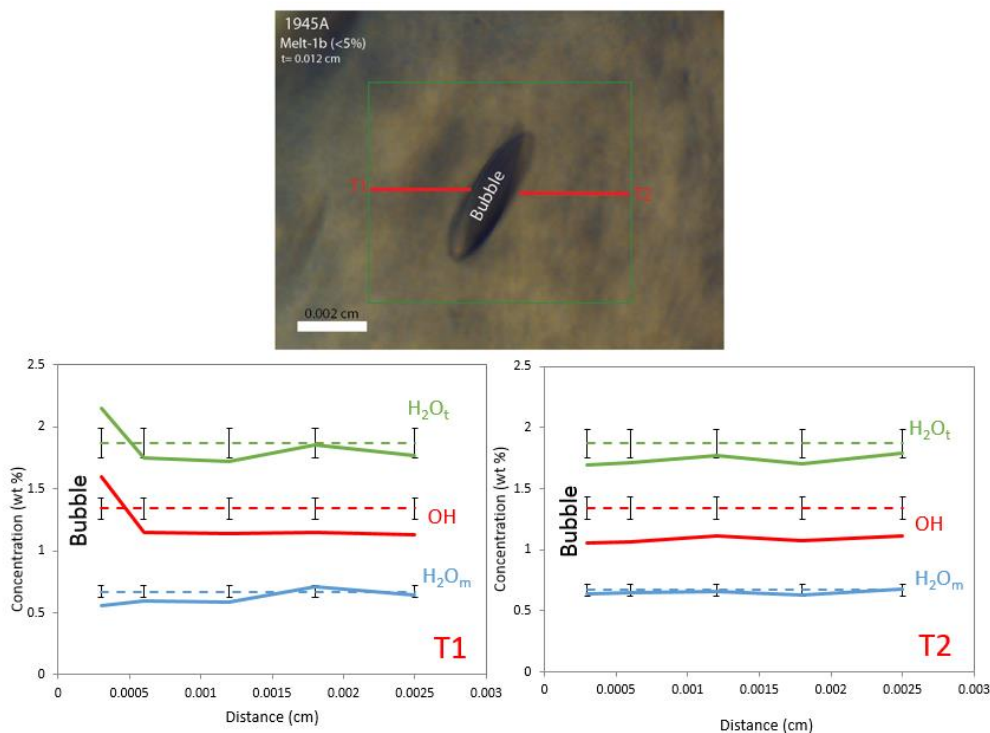 1945A
Melt-1b (<5%)
t= 0.012 cm
T1
Bubble
T2
0.002 cm
2.5
2
1.5
1
0.5
0
Concentration (wt %)
Bubble
H₂Oₜ
OH
H₂Oₘ
T1
0
0.0005
0.001
0.0015
0.002
0.0025
0.003
Distance (cm)
2.5
2
1.5
1
0.5
0
Concentration (wt %)
Bubble
H₂Oₜ
OH
H₂Oₘ
T2
0
0.0005
0.001
0.0015
0.002
0.0025
0.003
Distance (cm)